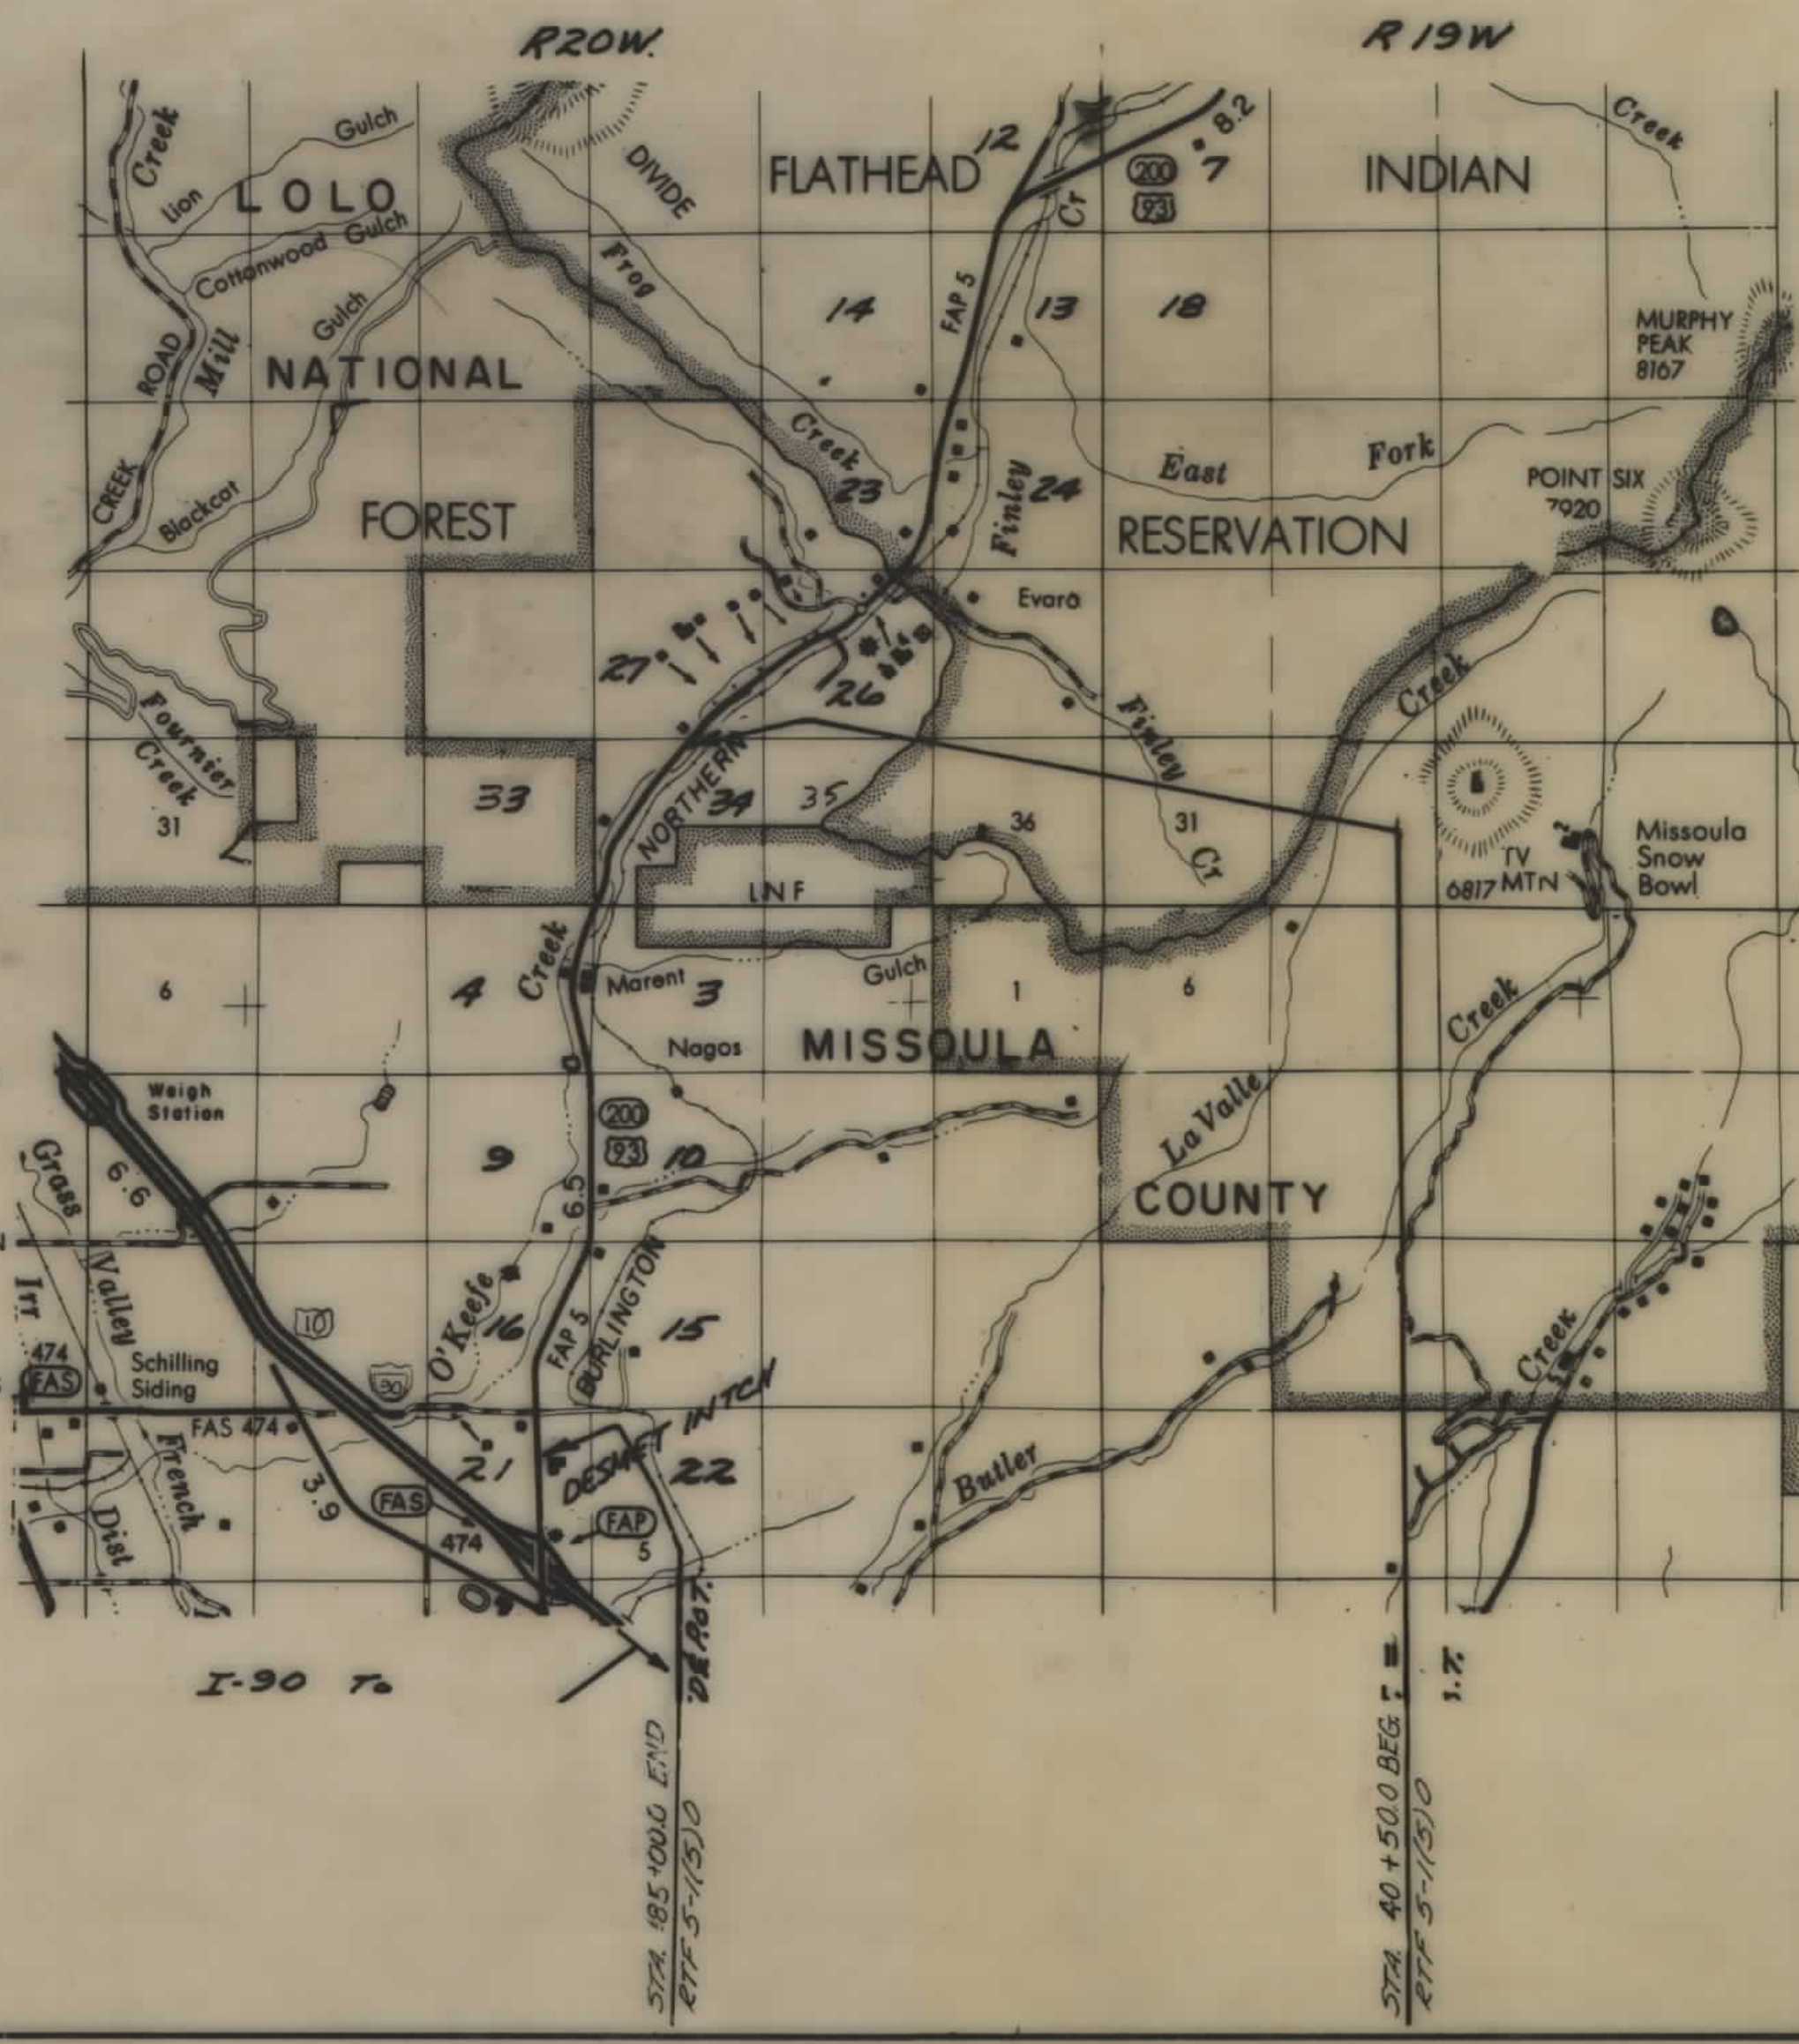 R20W.
R 19W
Creek
Gulch
Lion
LOLO
DIVIDE
FLATHEAD
12
8.2
200
7
93
INDIAN
Creek
Cottonwood Gulch
Frog
Cr
Gulch
14
FAP 5
13
18
ROAD
Mill
NATIONAL
MURPHY
PEAK
8167
Creek
East
Fork
CREEK
Blackcat
FOREST
23
Finley
24
RESERVATION
POINT SIX
7920
Evaro
27
26
Finley
Creek
Fournier
Creek
NORTHERN
31
33
34
35
36
31
Cr
TV
MTN
6817
Missoula
Snow
Bowl
LNF
Creek
Marent
Gulch
6
4
3
1
6
Creek
Nagos
MISSOULA
Weigh
Station
200
93
La Valle
Grass
6.6
9
10
6.5
COUNTY
Valley
Irr
10
O'Keefe
16
FAP 5
BURLINGTON
15
474
FAS
Schilling
Siding
90
Creek
FAS 474
DESMET INTCH
French
3.9
21
22
Butler
Dist
FAS
474
FAP
5
I-90 To
DE ROT.
I.T.
STA. 185+00.0 END
RTF 5-1(5)0
STA. 40+50.0 BEG.
RTF 5-1(5)0